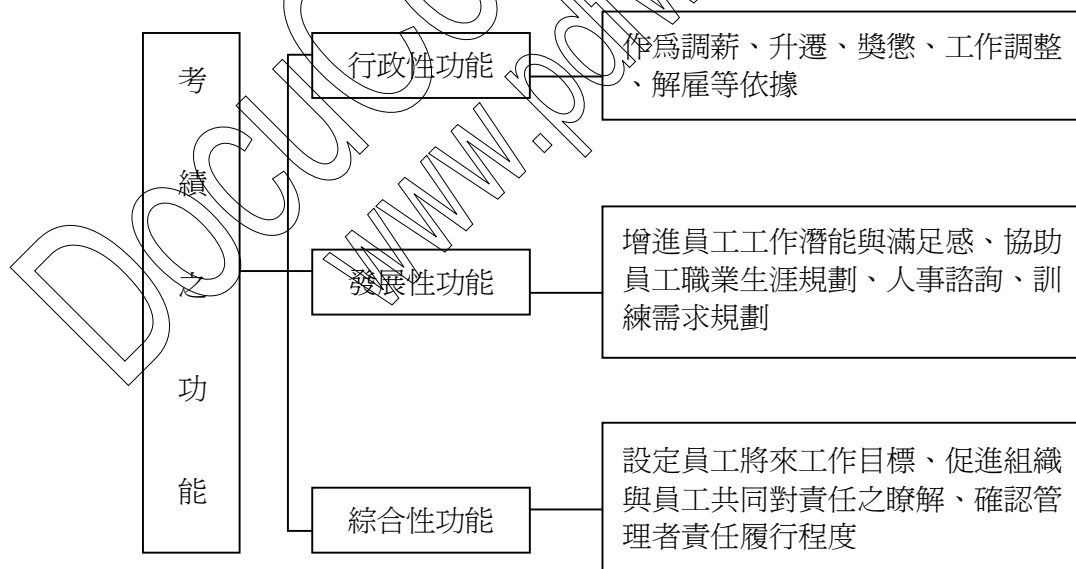 考績之功能
行政性功能
作爲調薪、升遷、獎懲、工作調整
、解雇等依據
發展性功能
增進員工工作潛能與滿足感、協助
員工職業生涯規劃、人事諮詢、訓
練需求規劃
綜合性功能
設定員工將來工作目標、促進組織
與員工共同對責任之瞭解、確認管
理者責任履行程度